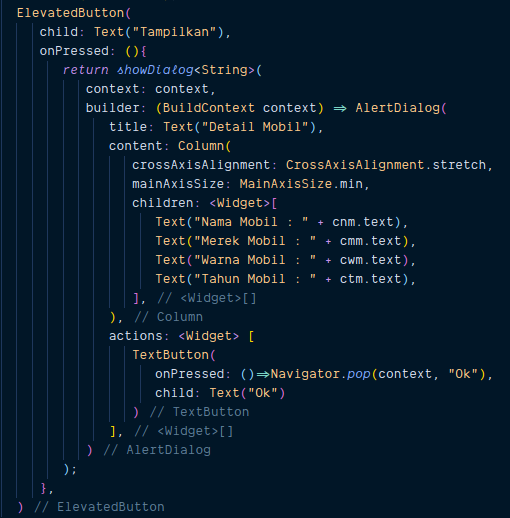 ElevatedButton(
child: Text("Tampilkan"),
onPressed: (){
return showDialog<String>(
context: context,
builder: (BuildContext context) => AlertDialog(
title: Text("Detail Mobil"),
content: Column(
crossAxisAlignment: CrossAxisAlignment.stretch,
mainAxisSize: MainAxisSize.min,
children: <Widget>[
Text("Nama Mobil : " + cnm.text),
Text("Merek Mobil : " + cmm.text),
Text("Warna Mobil : " + cwm.text),
Text("Tahun Mobil : " + ctm.text),
], // <Widget>[]
), // Column
actions: <Widget> [
TextButton(
onPressed: ()=>Navigator.pop(context, "Ok"),
child: Text("Ok")
) // TextButton
], // <Widget>[]
) // AlertDialog
);
},
) // ElevatedButton